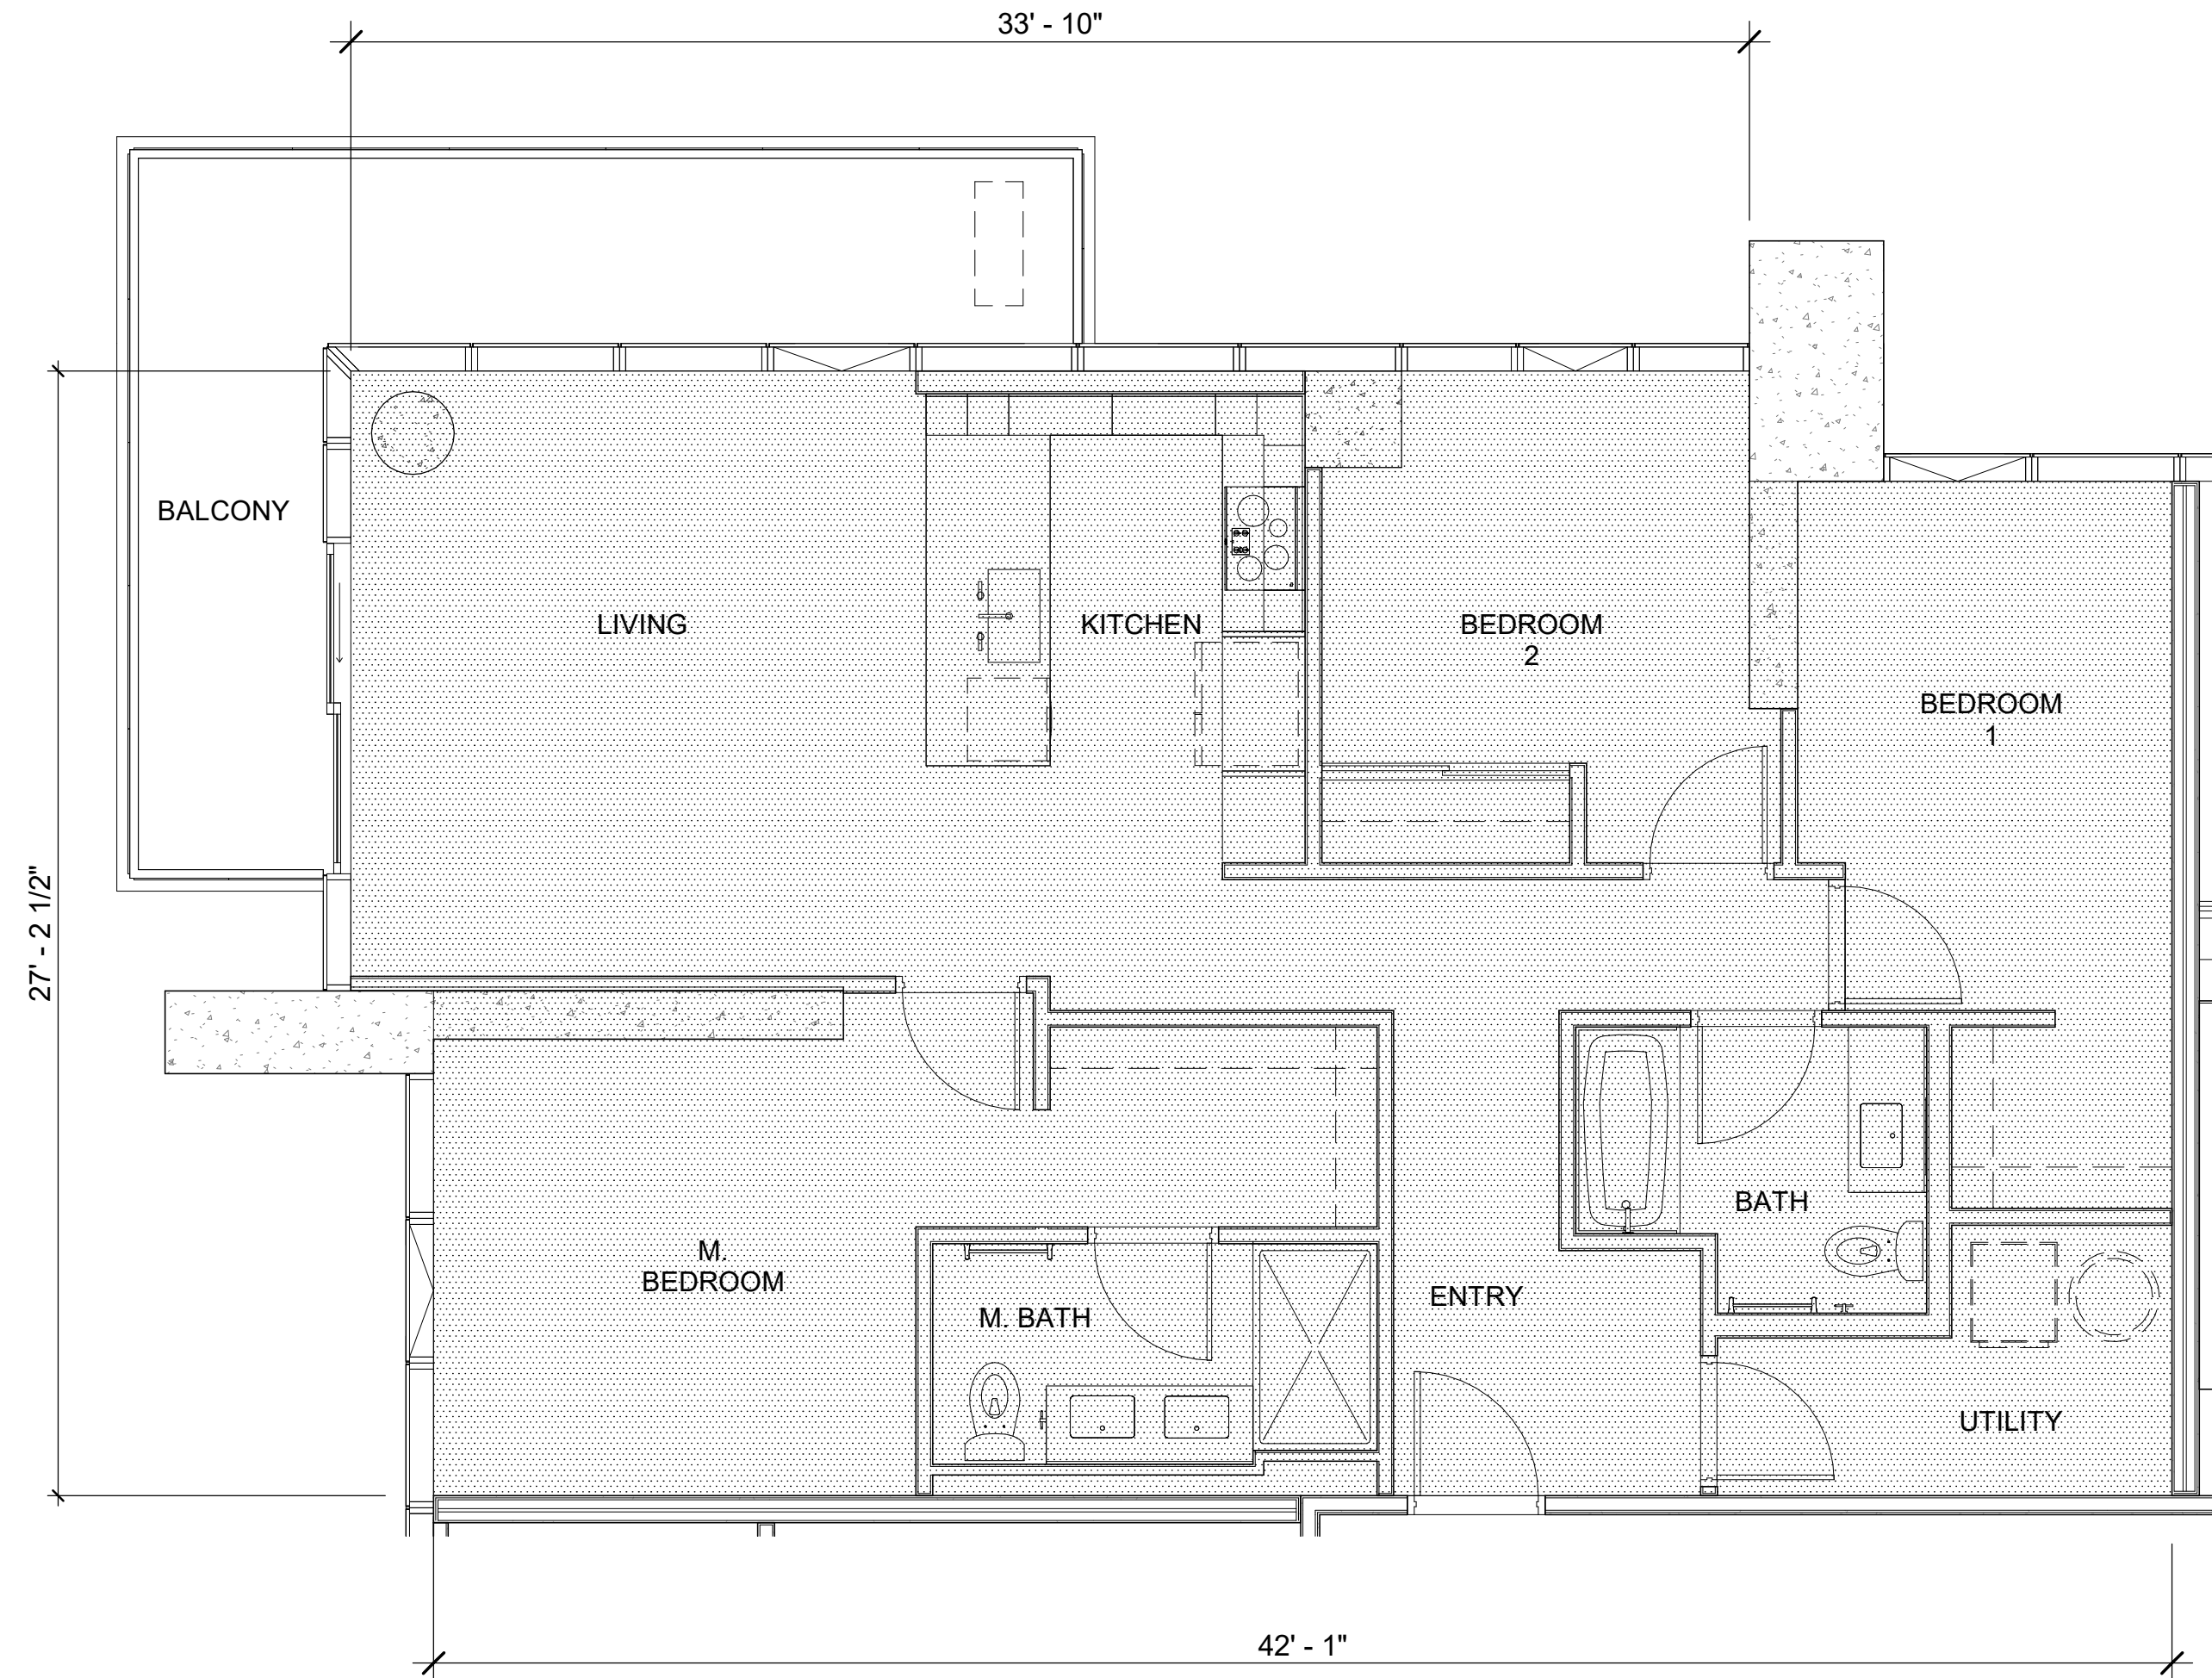 33' - 10"
BALCONY
LIVING
KITCHEN
BEDROOM
2
BEDROOM
1
27' - 2 1/2"
BATH
M.
BEDROOM
ENTRY
M. BATH
UTILITY
42' - 1"